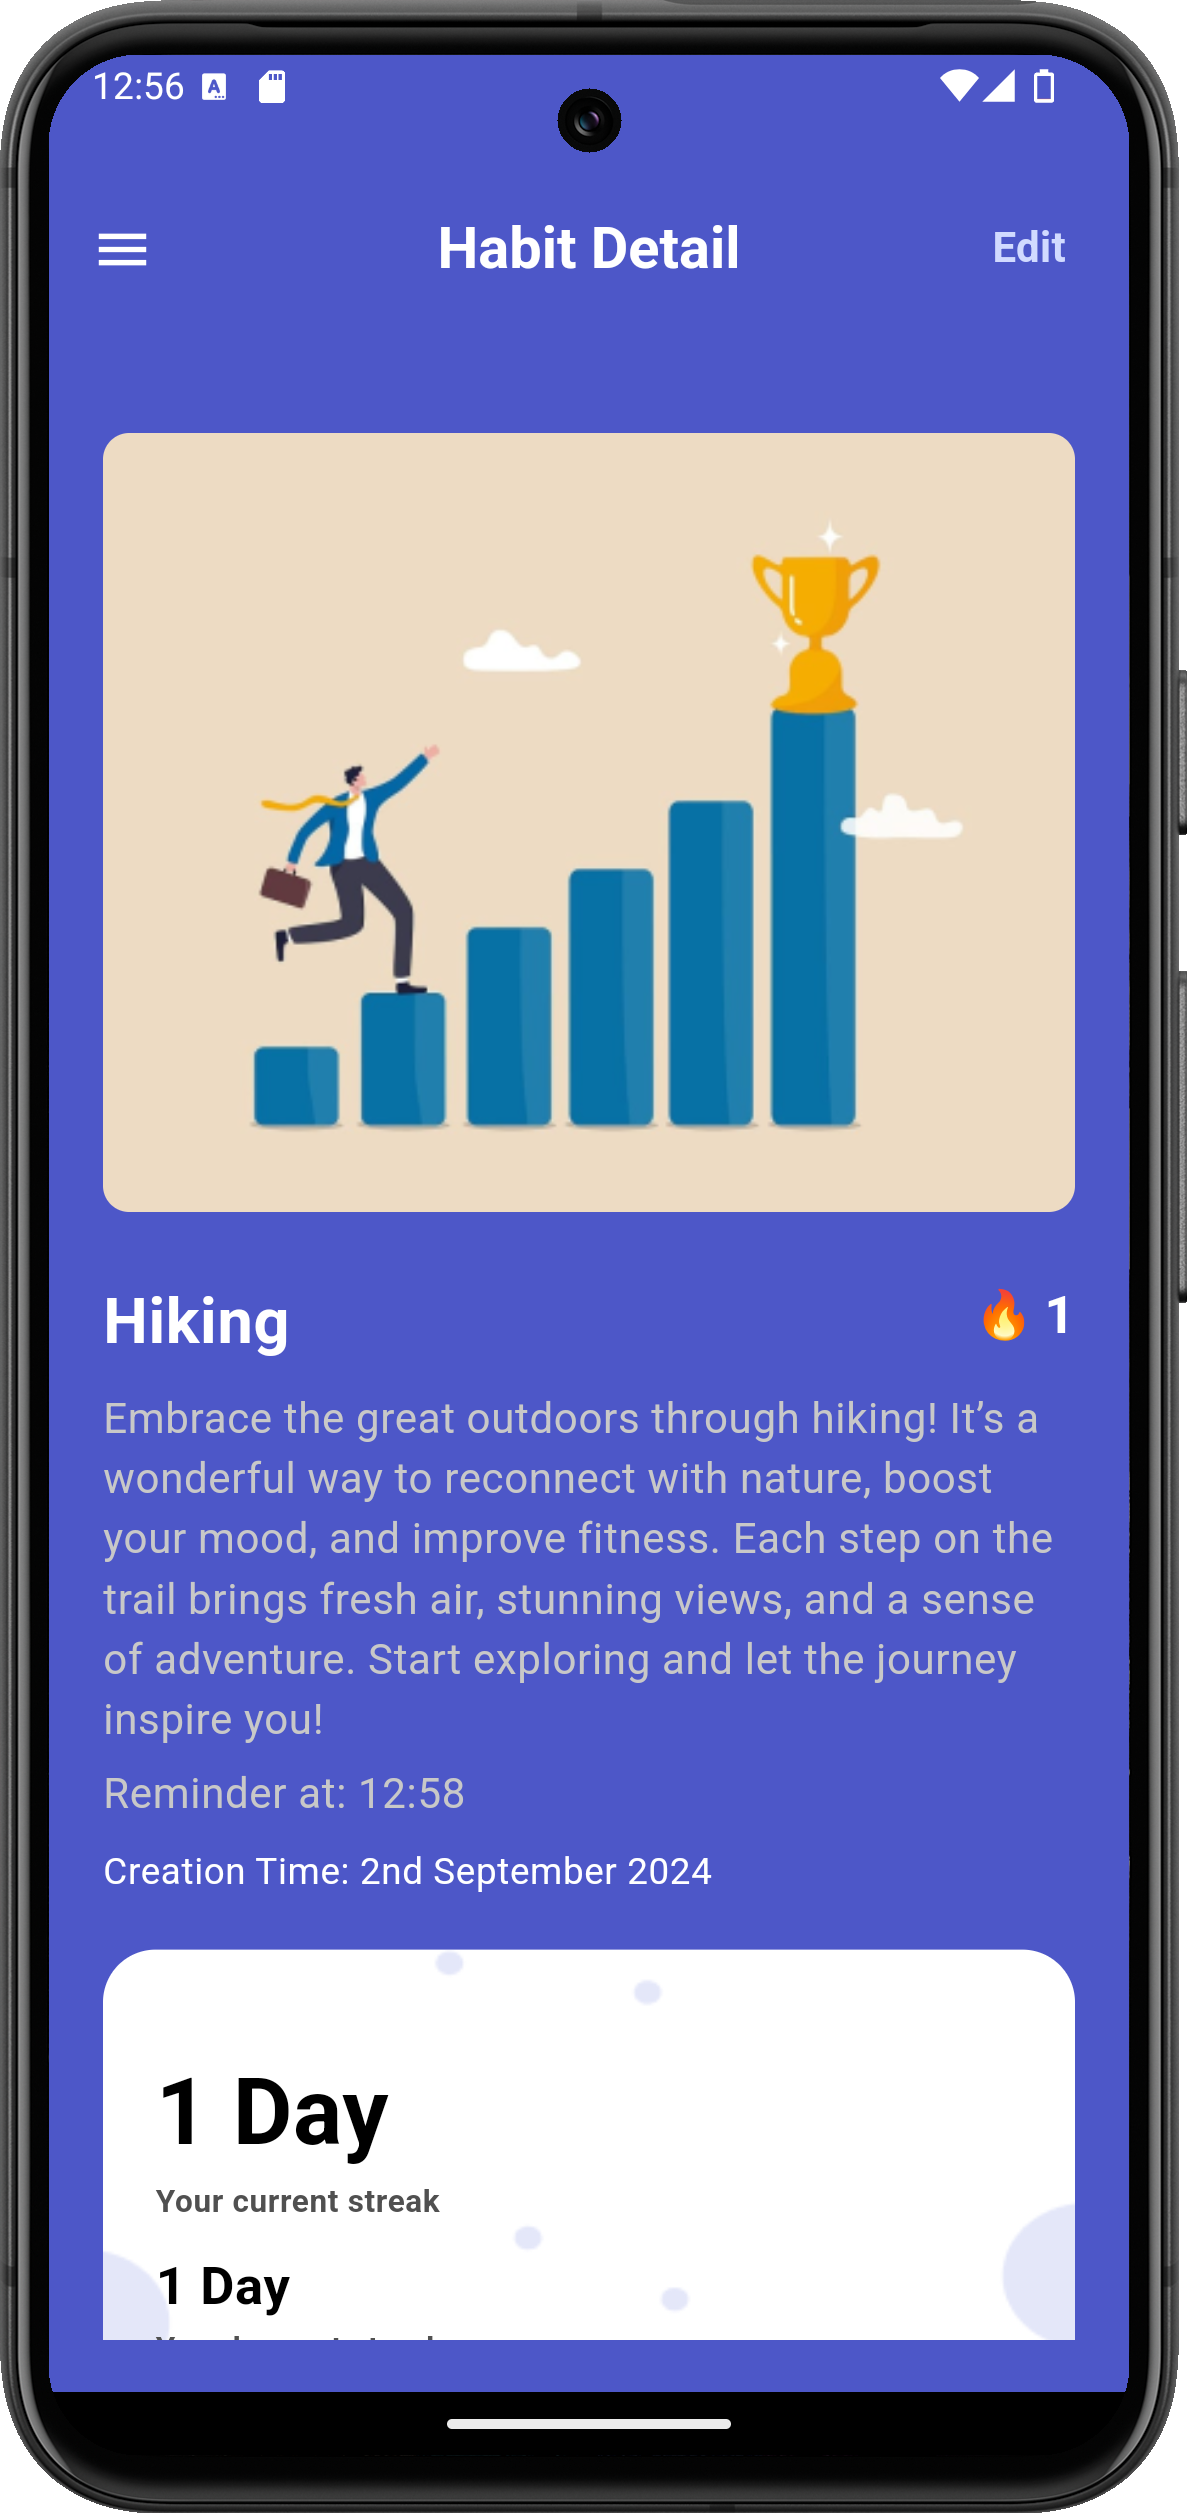 12:56
Habit Detail
Edit
Hiking
🔥 1
Embrace the great outdoors through hiking! It’s a
wonderful way to reconnect with nature, boost
your mood, and improve fitness. Each step on the
trail brings fresh air, stunning views, and a sense
of adventure. Start exploring and let the journey
inspire you!
Reminder at: 12:58
Creation Time: 2nd September 2024
1 Day
Your current streak
1 Day